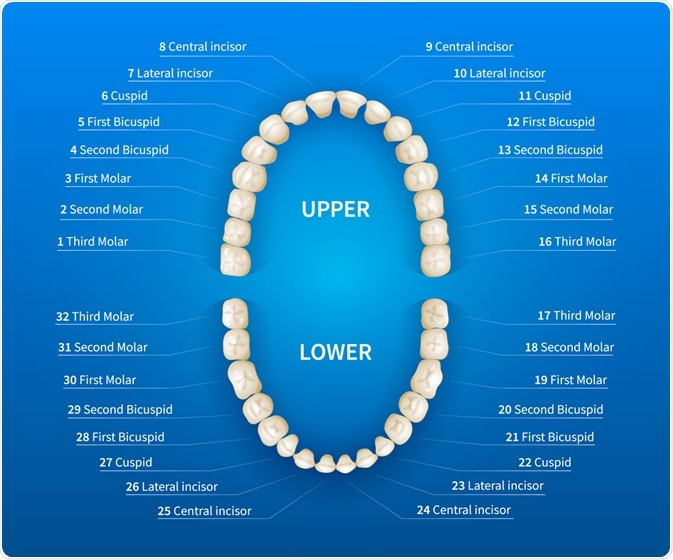 8 Central incisor
9 Central incisor
7 Lateral incisor
10 Lateral incisor
6 Cuspid
11 Cuspid
5 First Bicuspid
12 First Bicuspid
4 Second Bicuspid
13 Second Bicuspid
3 First Molar
14 First Molar
2 Second Molar
UPPER
15 Second Molar
1 Third Molar
16 Third Molar
32 Third Molar
17 Third Molar
31 Second Molar
LOWER
18 Second Molar
30 First Molar
19 First Molar
29 Second Bicuspid
20 Second Bicuspid
28 First Bicuspid
21 First Bicuspid
27 Cuspid
22 Cuspid
26 Lateral incisor
23 Lateral incisor
25 Central incisor
24 Central incisor